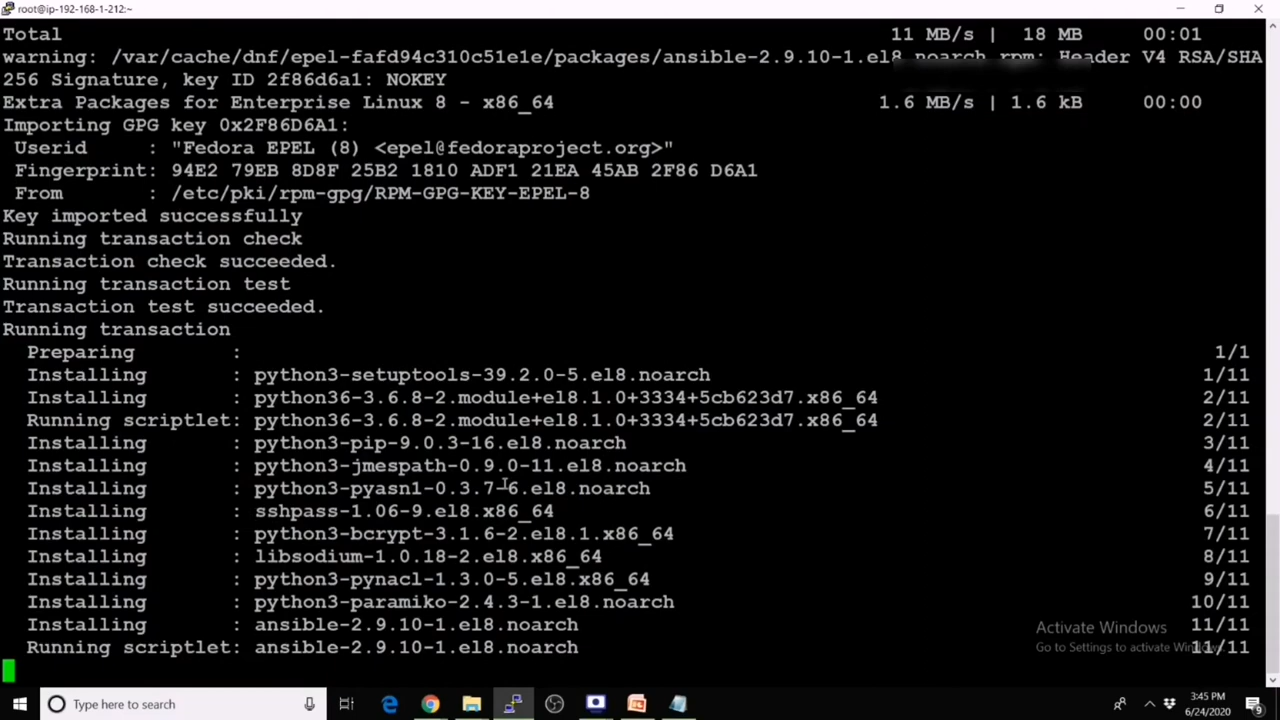 root@ip-192-168-1-212:~
Total 11 MB/s | 18 MB 00:01
warning: /var/cache/dnf/epel-fafd94c310c51e1e/packages/ansible-2.9.10-1.el8.noarch.rpm: Header V4 RSA/SHA
256 Signature, key ID 2f86d6a1: NOKEY
Extra Packages for Enterprise Linux 8 - x86_64 1.6 MB/s | 1.6 kB 00:00
Importing GPG key 0x2F86D6A1:
Userid : "Fedora EPEL (8) <epel@fedoraproject.org>"
Fingerprint: 94E2 79EB 8D8F 25B2 1810 ADF1 21EA 45AB 2F86 D6A1
From : /etc/pki/rpm-gpg/RPM-GPG-KEY-EPEL-8
Key imported successfully
Running transaction check
Transaction check succeeded.
Running transaction test
Transaction test succeeded.
Running transaction
Preparing : 1/1
Installing : python3-setuptools-39.2.0-5.el8.noarch 1/11
Installing : python36-3.6.8-2.module+el8.1.0+3334+5cb623d7.x86_64 2/11
Running scriptlet: python36-3.6.8-2.module+el8.1.0+3334+5cb623d7.x86_64 2/11
Installing : python3-pip-9.0.3-16.el8.noarch 3/11
Installing : python3-jmespath-0.9.0-11.el8.noarch 4/11
Installing : python3-pyasn1-0.3.7-6.el8.noarch 5/11
Installing : sshpass-1.06-9.el8.x86_64 6/11
Installing : python3-bcrypt-3.1.6-2.el8.1.x86_64 7/11
Installing : libsodium-1.0.18-2.el8.x86_64 8/11
Installing : python3-pynacl-1.3.0-5.el8.x86_64 9/11
Installing : python3-paramiko-2.4.3-1.el8.noarch 10/11
Installing : ansible-2.9.10-1.el8.noarch 11/11
Running scriptlet: ansible-2.9.10-1.el8.noarch 11/11
Activate Windows
Go to Settings to activate Windows.
Type here to search
3:45 PM
6/24/2020
9